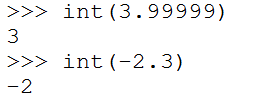 >>> int(3.99999)
3
>>> int(-2.3)
-2